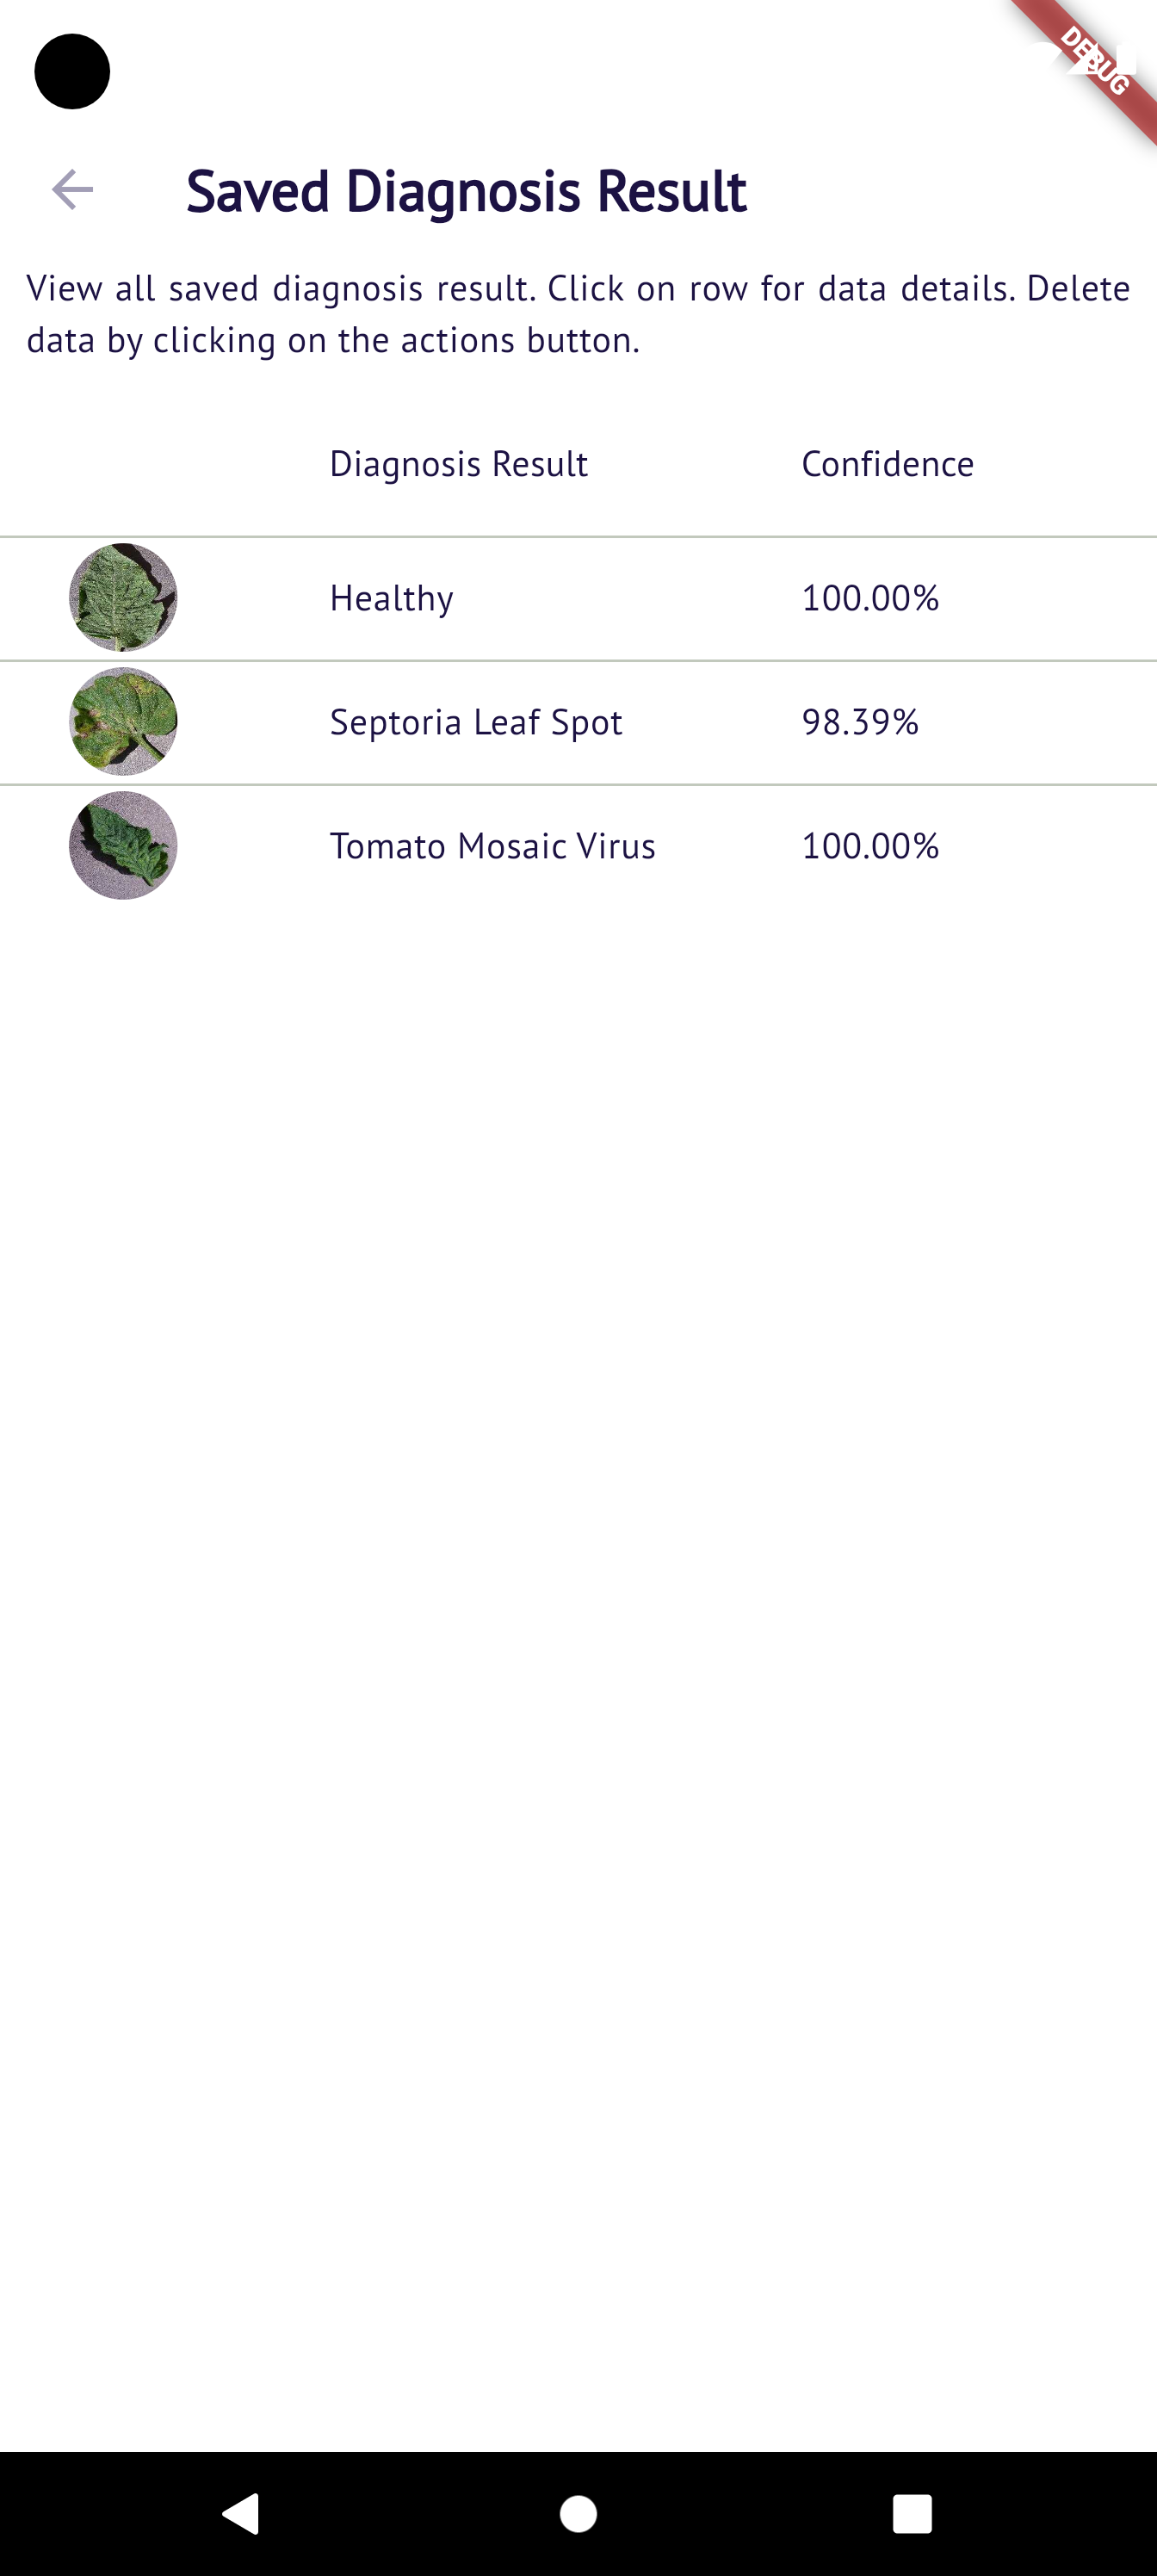 DEBUG
Saved Diagnosis Result
View all saved diagnosis result. Click on row for data details. Delete
data by clicking on the actions button.
Diagnosis Result Confidence
Healthy 100.00%
Septoria Leaf Spot 98.39%
Tomato Mosaic Virus 100.00%